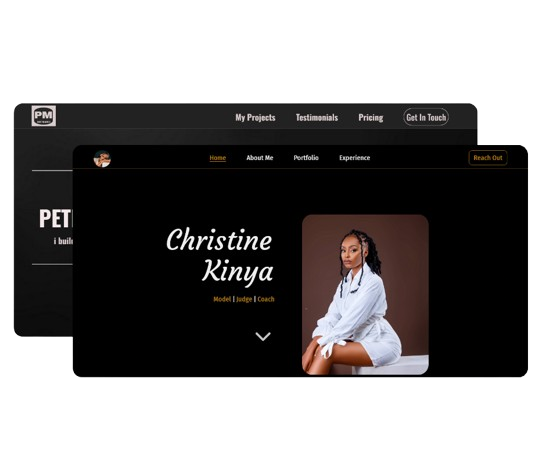 PM
My Projects Testimonials Pricing Get In Touch
Home About Me Portfolio Experience Reach Out
PET
i buil
Christine
Kinya
Model | Judge | Coach